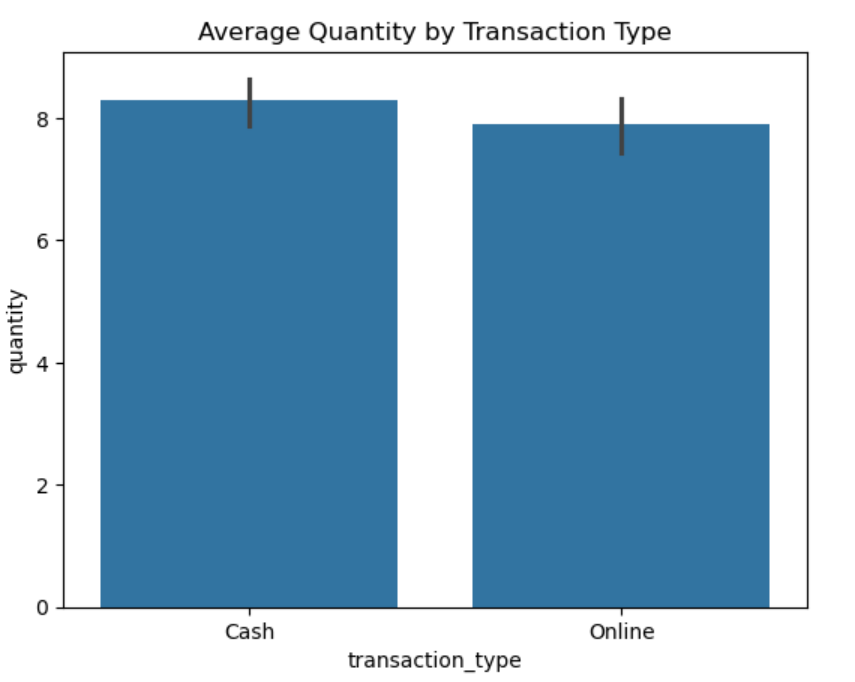 Average Quantity by Transaction Type
quantity
8
6
4
2
0
Cash Online
transaction_type